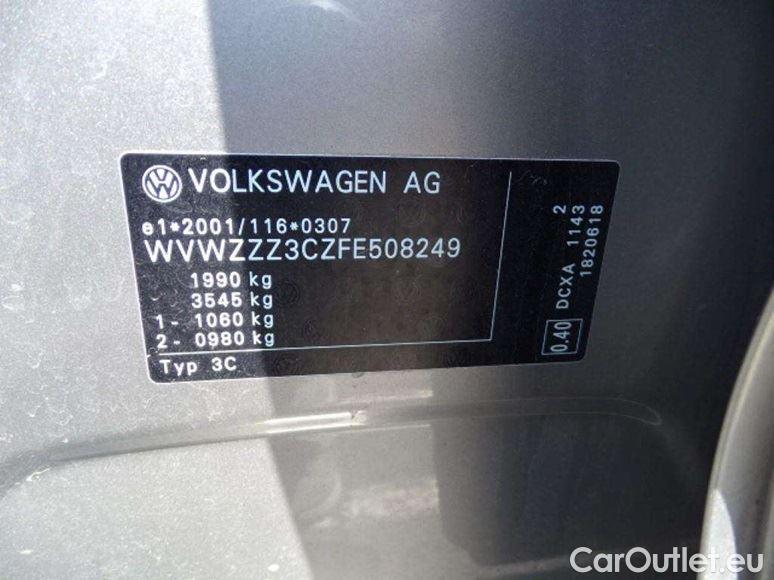 VOLKSWAGEN AG
e1*2001/116*0307
WVWZZZ3CZFE508249
1990 kg
3545 kg
1 - 1060 kg
2 - 0980 kg
Typ 3C
0.40 DCXA 1143 2
1820618
CarOutlet.eu